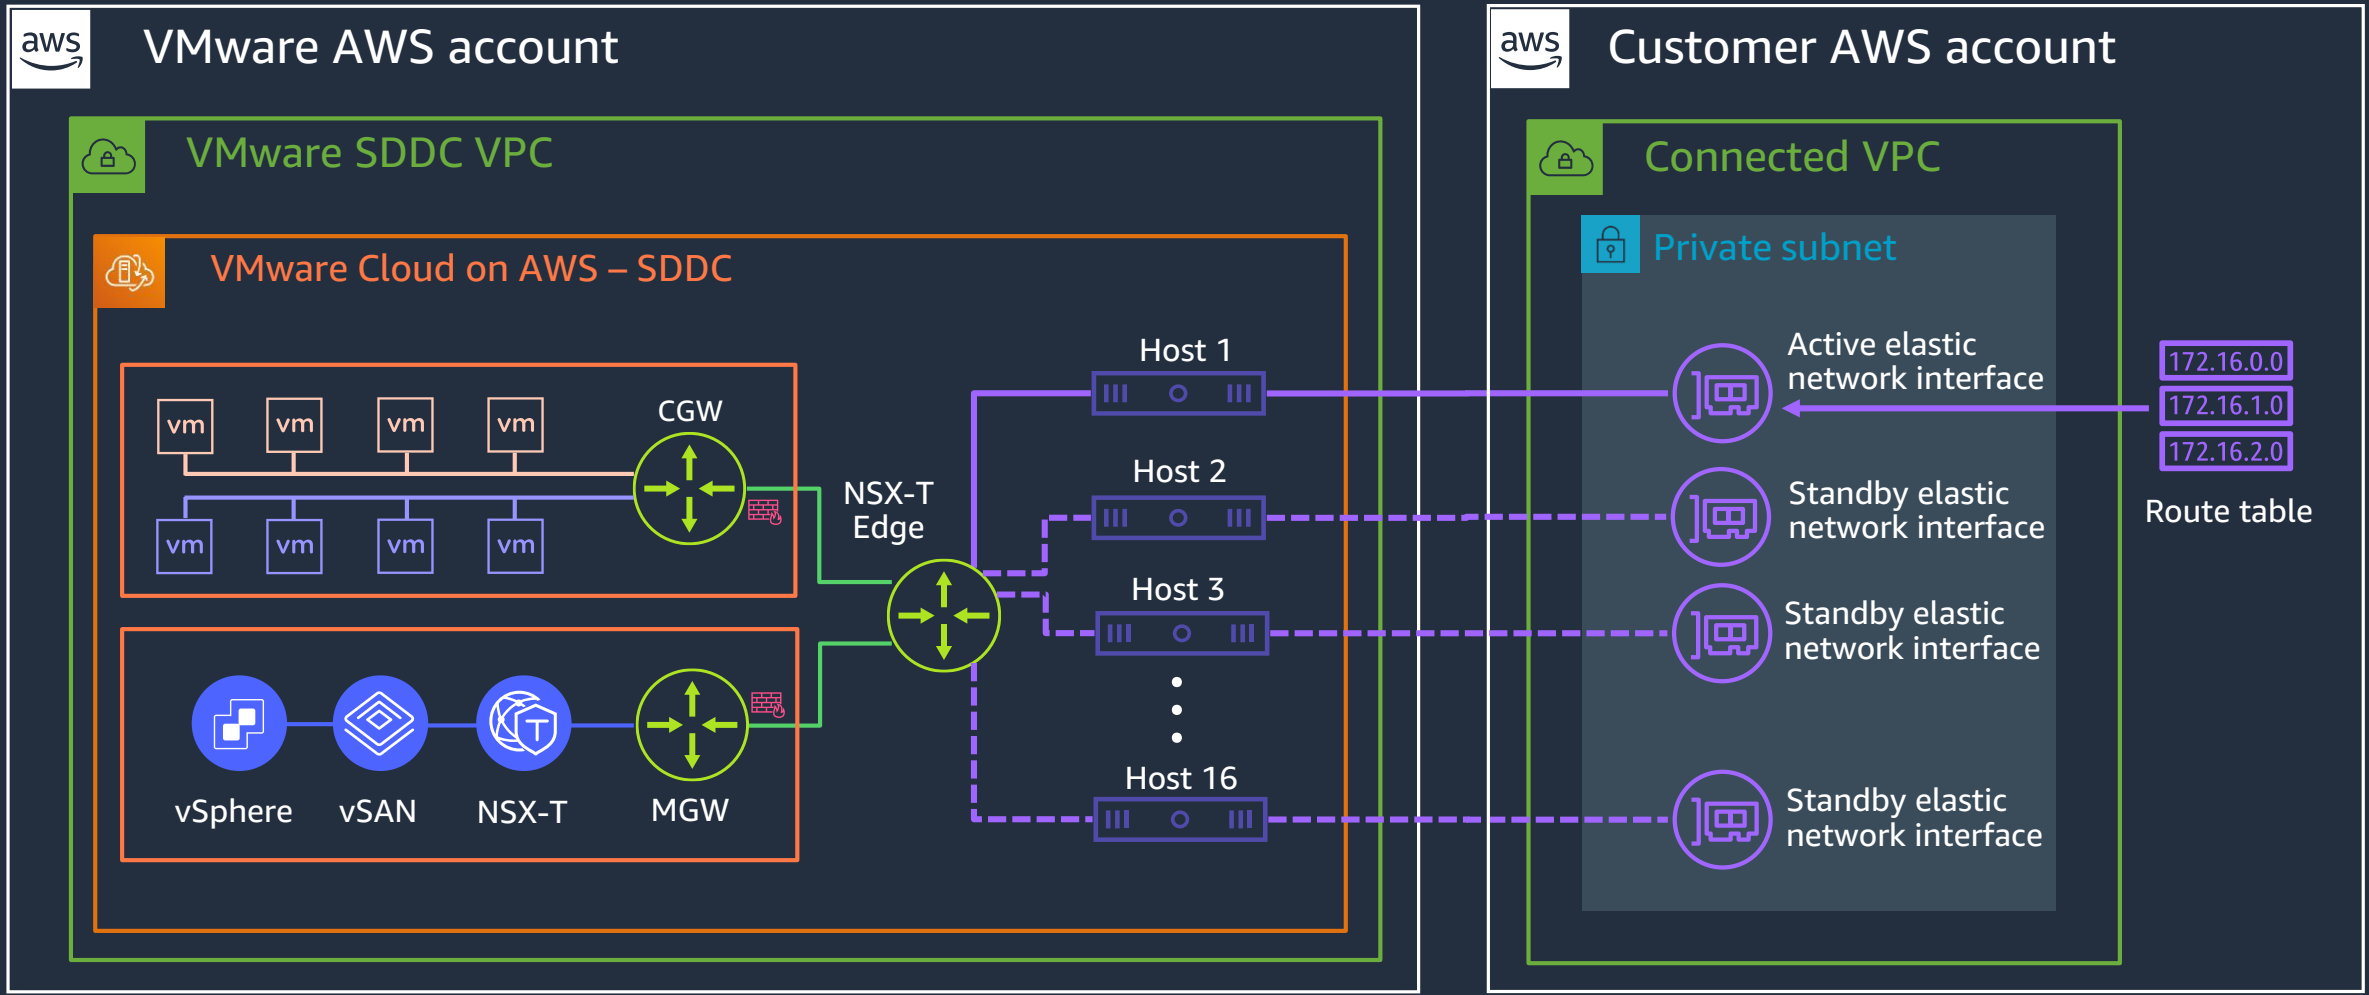 aws
VMware AWS account
VMware SDDC VPC
VMware Cloud on AWS – SDDC
vm
vm
vm
vm
CGW
vm
vm
vm
vm
vSphere
vSAN
NSX-T
MGW
NSX-T
Edge
Host 1
Host 2
Host 3
Host 16
aws
Customer AWS account
Connected VPC
Private subnet
Active elastic
network interface
Standby elastic
network interface
Standby elastic
network interface
Standby elastic
network interface
172.16.0.0
172.16.1.0
172.16.2.0
Route table
T